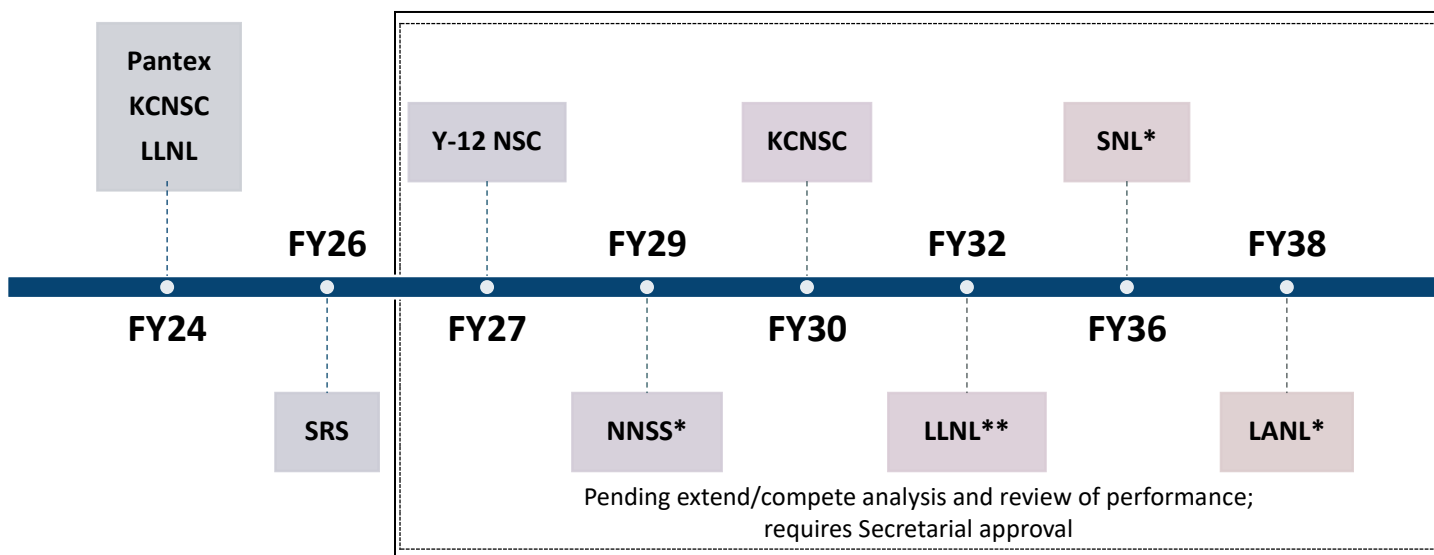 Pantex
KCNSC
LLNL
Y-12 NSC
KCNSC
SNL*
FY26
FY29
FY32
FY38
FY24
FY27
FY30
FY36
SRS
NNSS*
LLNL**
LANL*
Pending extend/compete analysis and review of performance;
requires Secretarial approval